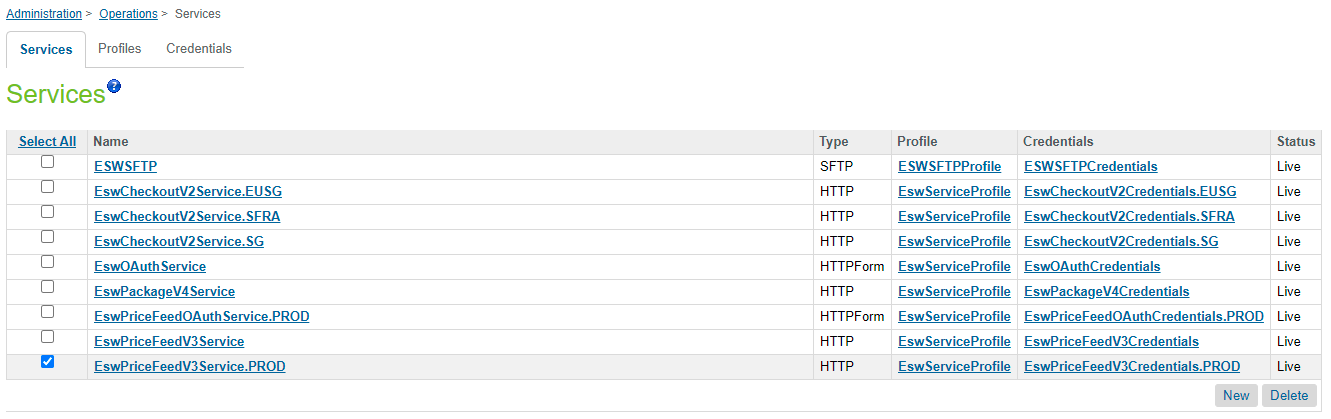 Administration > Operations > Services
Services Profiles Credentials
Services ?
Select All Name Type Profile Credentials Status
ESWSFTP SFTP ESWSFTPProfile ESWSFTPCredentials Live
EswCheckoutV2Service.EUSG HTTP EswServiceProfile EswCheckoutV2Credentials.EUSG Live
EswCheckoutV2Service.SFRA HTTP EswServiceProfile EswCheckoutV2Credentials.SFRA Live
EswCheckoutV2Service.SG HTTP EswServiceProfile EswCheckoutV2Credentials.SG Live
EswOAuthService HTTPForm EswServiceProfile EswOAuthCredentials Live
EswPackageV4Service HTTP EswServiceProfile EswPackageV4Credentials Live
EswPriceFeedOAuthService.PROD HTTPForm EswServiceProfile EswPriceFeedOAuthCredentials.PROD Live
EswPriceFeedV3Service HTTP EswServiceProfile EswPriceFeedV3Credentials Live
EswPriceFeedV3Service.PROD HTTP EswServiceProfile EswPriceFeedV3Credentials.PROD Live
New Delete